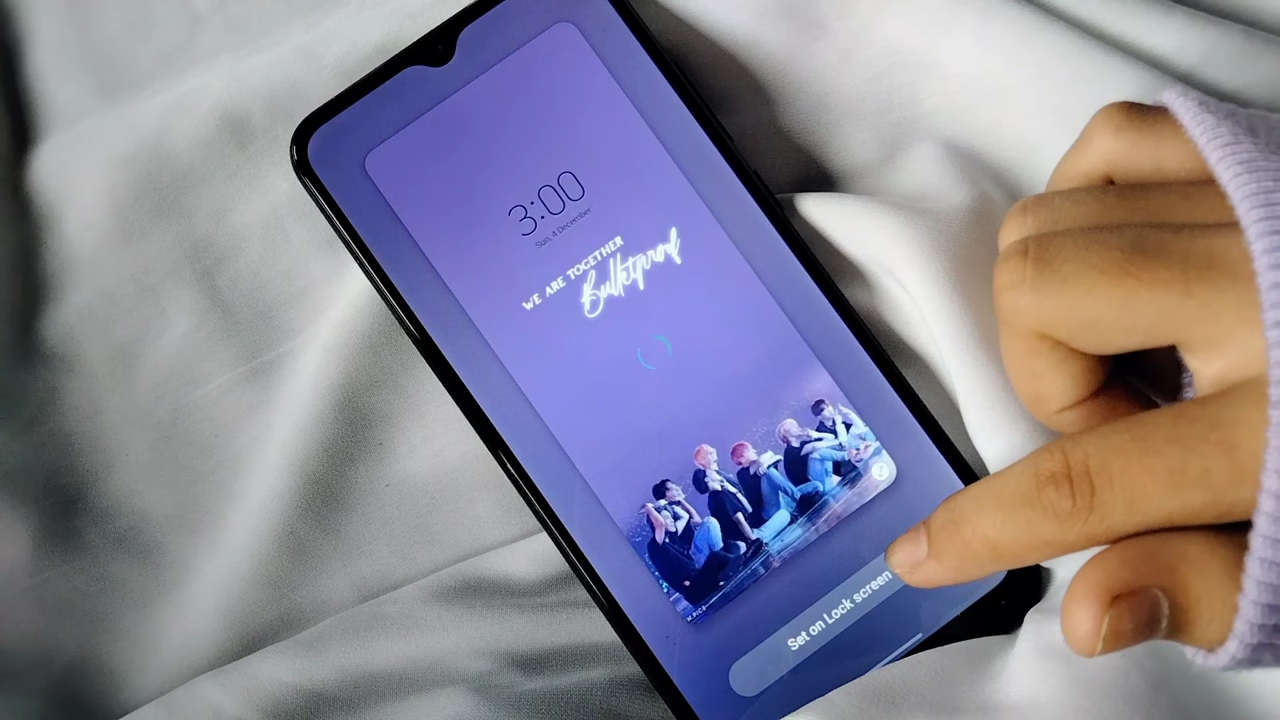 3:00
Sun, 4 December
WE ARE TOGETHER
Bulletproof
Set on Lock screen